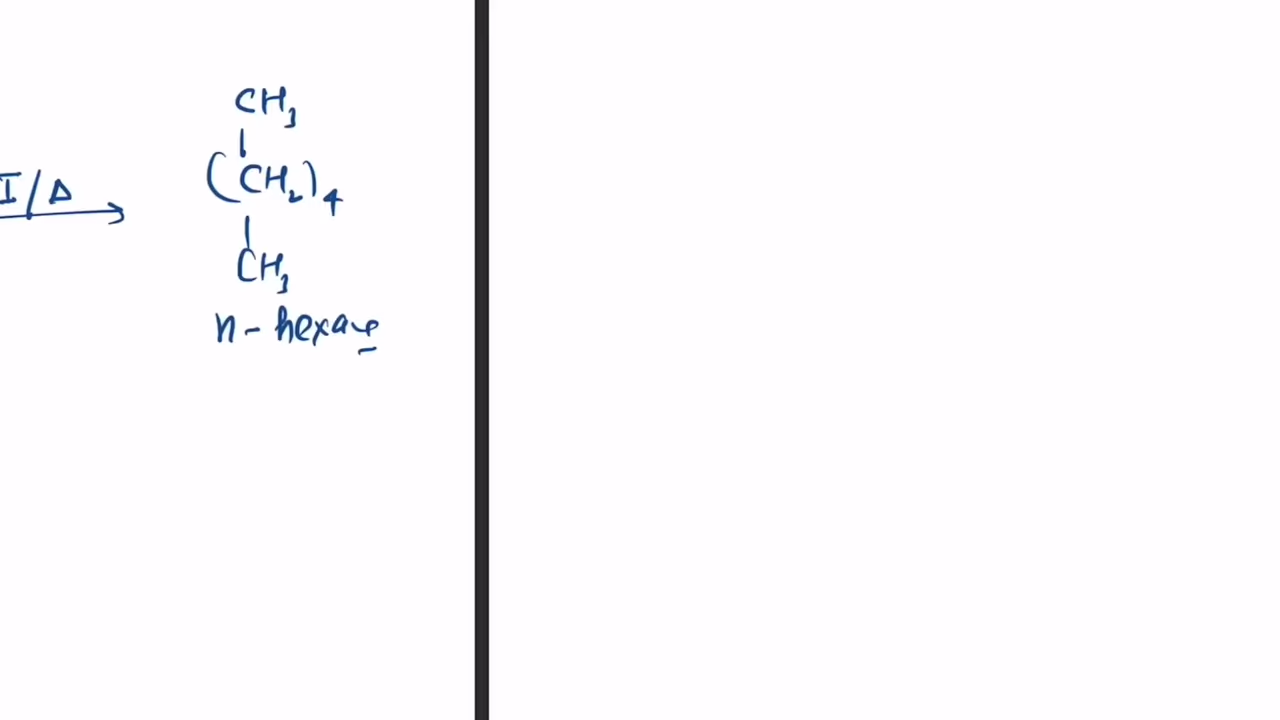 CH₃
|
(CH₂)₄
I/Δ →
|
CH₃
n-hexane